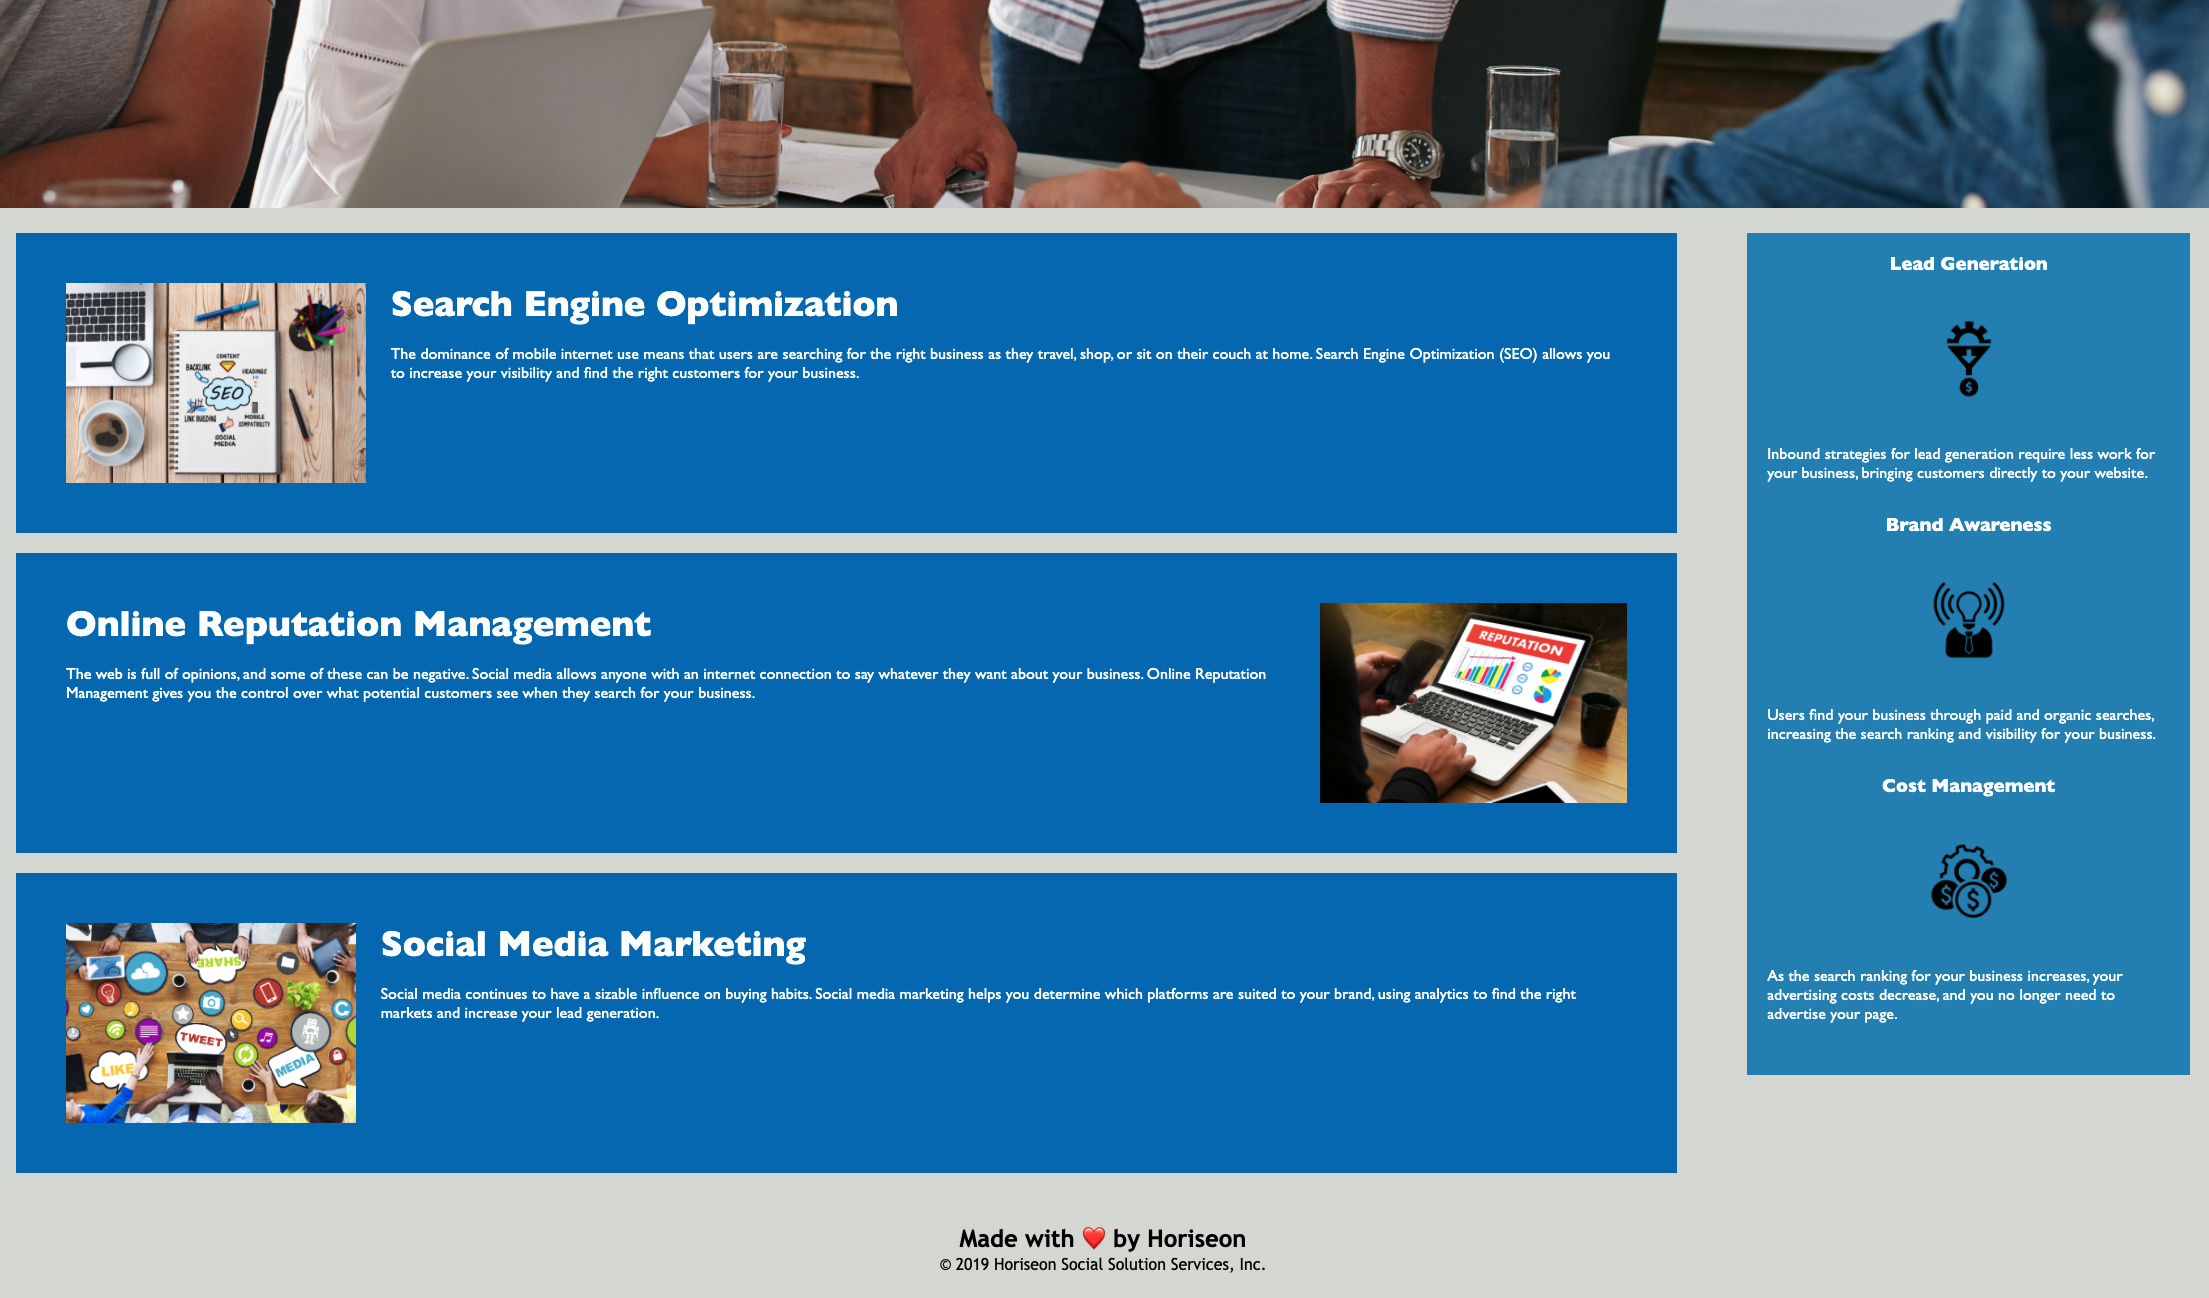 Search Engine Optimization
The dominance of mobile internet use means that users are searching for the right business as they travel, shop, or sit on their couch at home. Search Engine Optimization (SEO) allows you
to increase your visibility and find the right customers for your business.
CONTENT
BACKLINK
HEADINGS
SEO
LINK BUILDING
MOBILE
COMPATIBILITY
SOCIAL
MEDIA
Online Reputation Management
The web is full of opinions, and some of these can be negative. Social media allows anyone with an internet connection to say whatever they want about your business. Online Reputation
Management gives you the control over what potential customers see when they search for your business.
REPUTATION
Social Media Marketing
Social media continues to have a sizable influence on buying habits. Social media marketing helps you determine which platforms are suited to your brand, using analytics to find the right
markets and increase your lead generation.
SHARE
TWEET
LIKE
MEDIA
Lead Generation
$
Inbound strategies for lead generation require less work for
your business, bringing customers directly to your website.
Brand Awareness
Users find your business through paid and organic searches,
increasing the search ranking and visibility for your business.
Cost Management
$ $ $
As the search ranking for your business increases, your
advertising costs decrease, and you no longer need to
advertise your page.
Made with ❤️ by Horiseon
© 2019 Horiseon Social Solution Services, Inc.